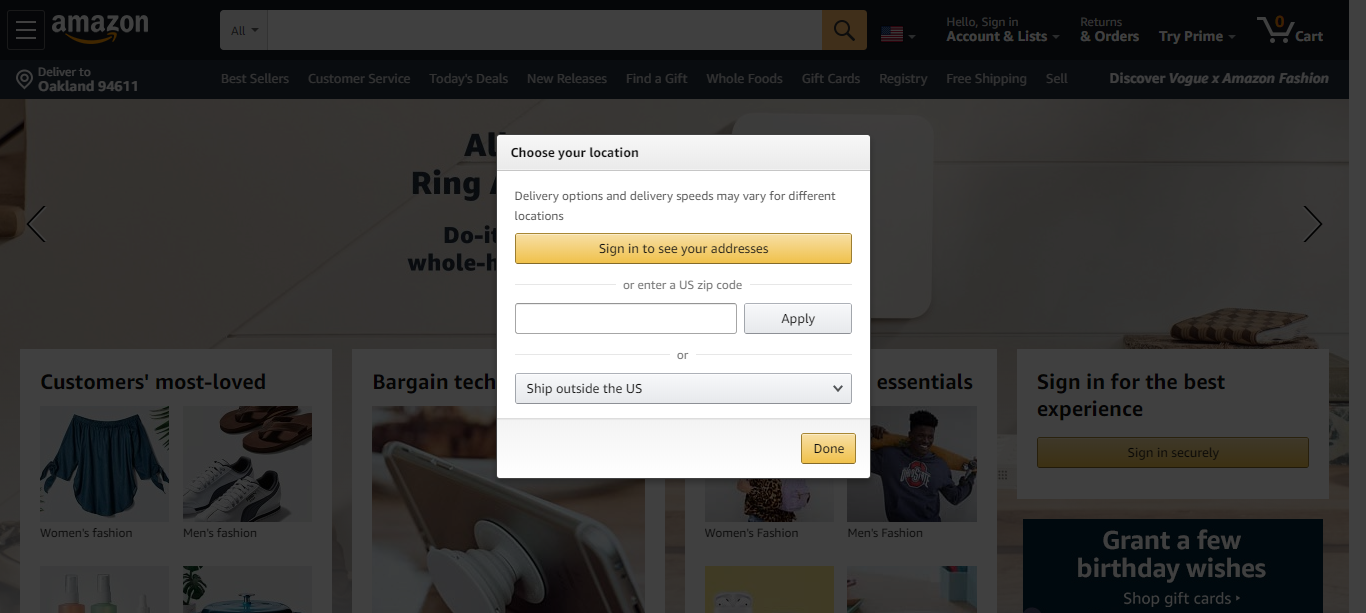 amazon
All
Hello, Sign in
Account & Lists
Returns
& Orders
Try Prime
0
Cart
Deliver to
Oakland 94611
Best Sellers
Customer Service
Today's Deals
New Releases
Find a Gift
Whole Foods
Gift Cards
Registry
Free Shipping
Sell
Discover Vogue x Amazon Fashion
Ring
Do-it
Choose your location
Delivery options and delivery speeds may vary for different
locations
Sign in to see your addresses
or enter a US zip code
Apply
or
Ship outside the US
Done
Customers' most-loved
Women's fashion
Men's fashion
Bargain tech
essentials
Women's Fashion
Men's Fashion
OHIO STATE
Sign in for the best
experience
Sign in securely
Grant a few
birthday wishes
Shop gift cards